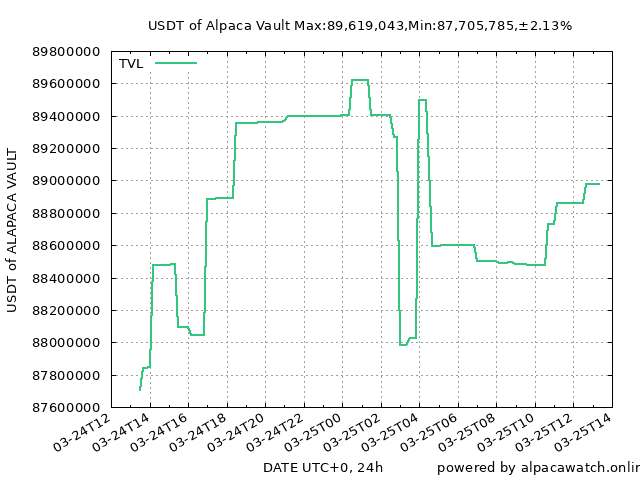 USDT of Alpaca Vault Max:89,619,043,Min:87,705,785,±2.13%
TVL
89800000
89600000
89400000
89200000
89000000
88800000
88600000
88400000
88200000
88000000
87800000
87600000
USDT of ALAPACA VAULT
03-24T12
03-24T14
03-24T16
03-24T18
03-24T20
03-24T22
03-25T00
03-25T02
03-25T04
03-25T06
03-25T08
03-25T10
03-25T12
03-25T14
DATE UTC+0, 24h
powered by alpacawatch.onlin